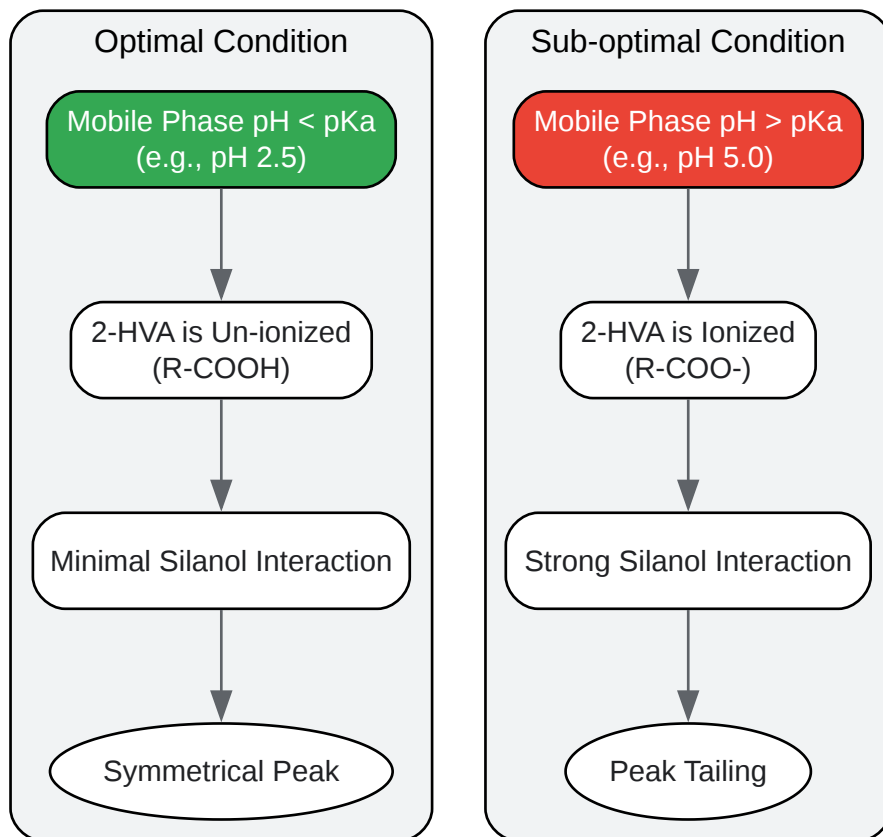 Optimal Condition
Mobile Phase pH < pKa
(e.g., pH 2.5)
2-HVA is Un-ionized
(R-COOH)
Minimal Silanol Interaction
Symmetrical Peak
Sub-optimal Condition
Mobile Phase pH > pKa
(e.g., pH 5.0)
2-HVA is Ionized
(R-COO-)
Strong Silanol Interaction
Peak Tailing